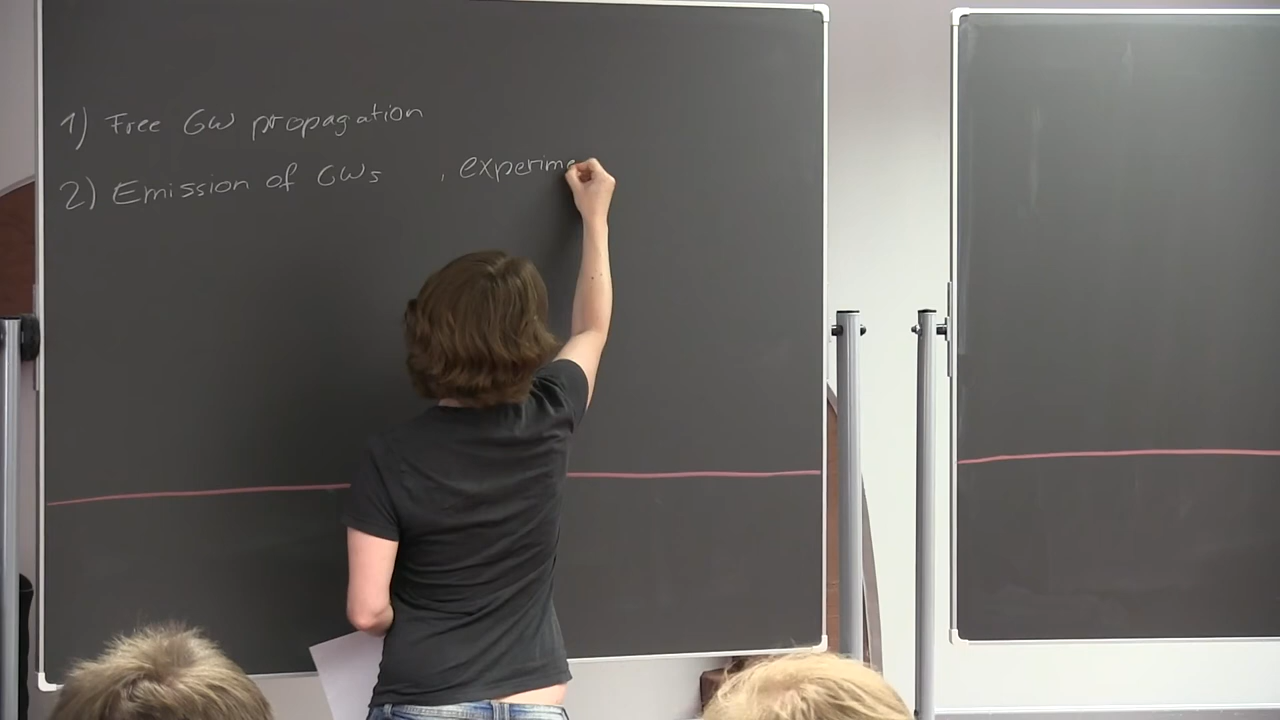 1) Free GW propagation
2) Emission of GWs , experime